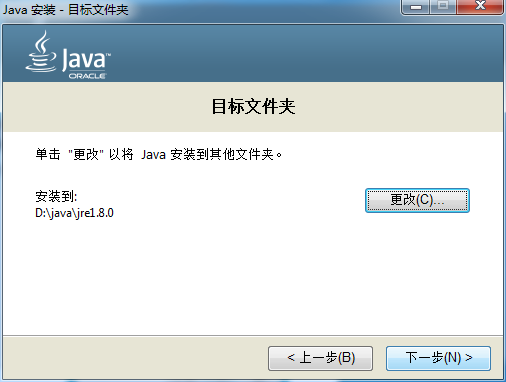 Java 安装 - 目标文件夹
Java™
ORACLE
目标文件夹
单击 "更改" 以将 Java 安装到其他文件夹。
安装到:
D:\java\jre1.8.0
更改(C)...
< 上一步(B)
下一步(N) >